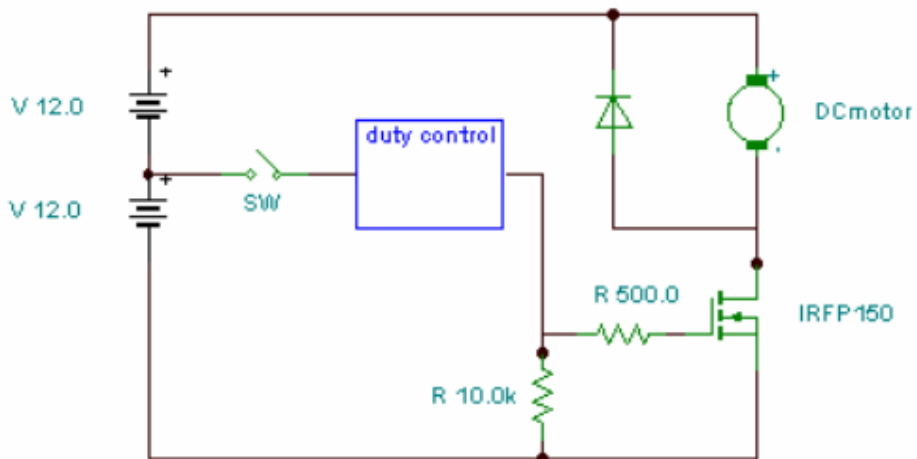 V 12.0
+
duty control
+
DCmotor
-
V 12.0
+
SW
R 500.0
IRFP150
R 10.0k